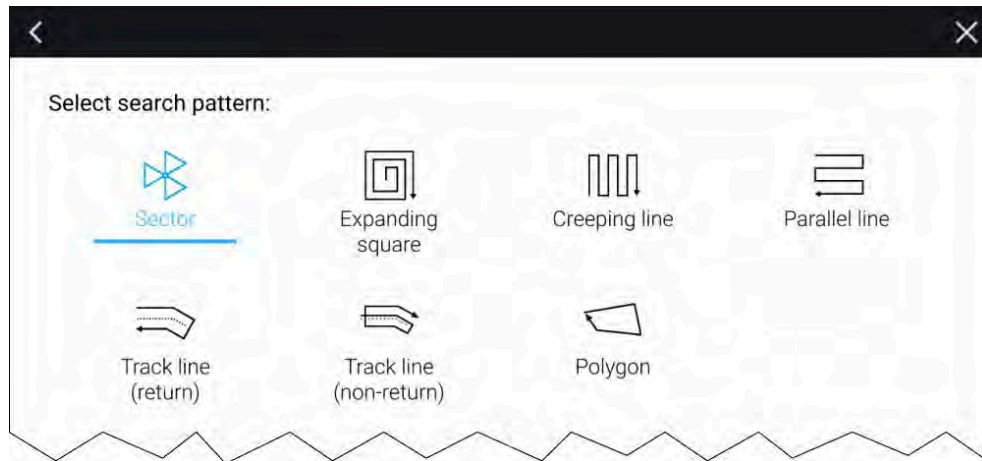 Select search pattern:
Sector
Expanding
square
Creeping line
Parallel line
Track line
(return)
Track line
(non-return)
Polygon